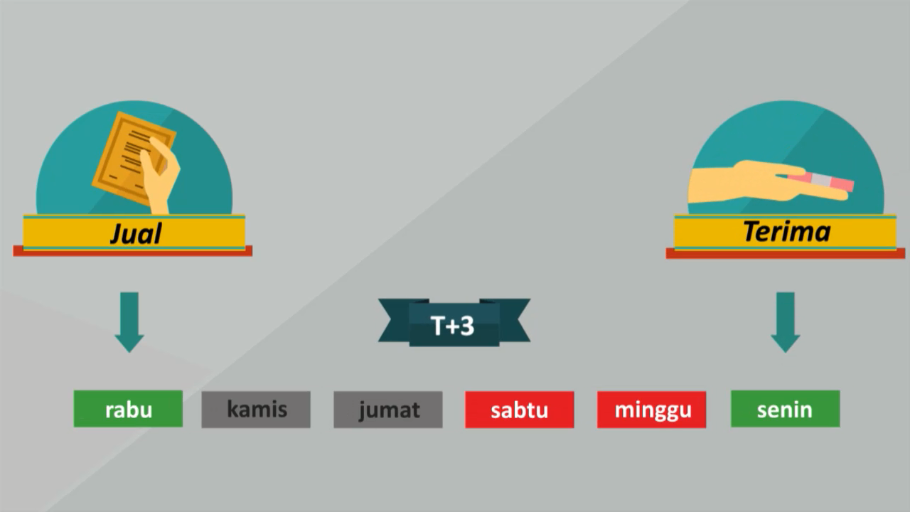 Jual
Terima
T+3
rabu
kamis
jumat
sabtu
minggu
senin